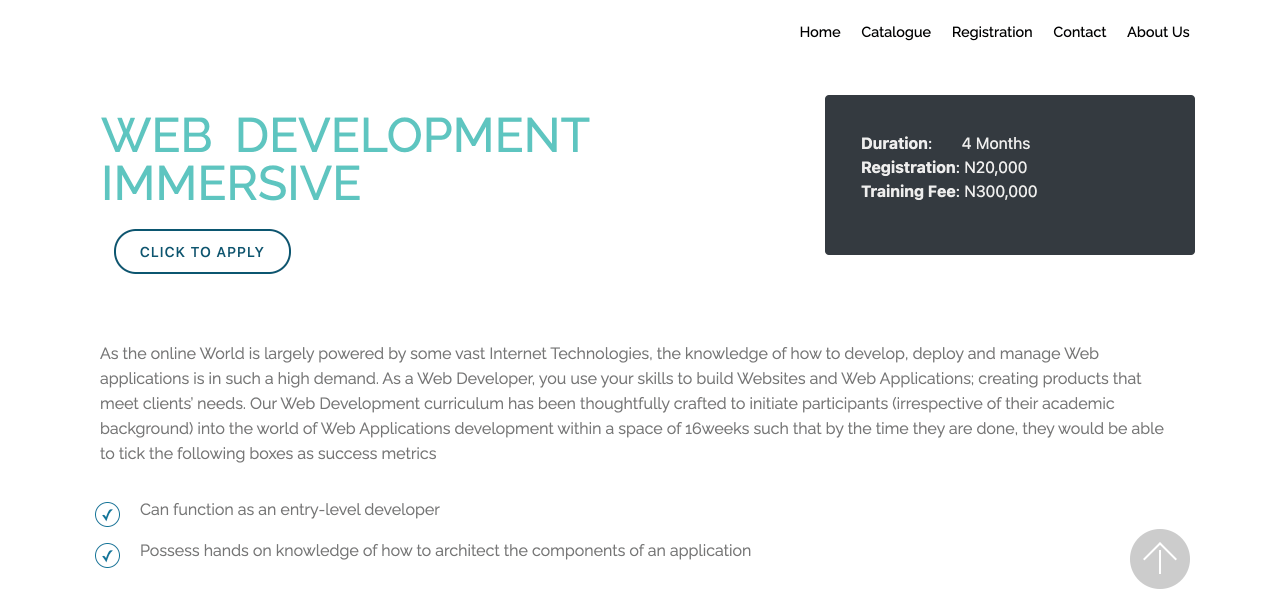 Home Catalogue Registration Contact About Us
WEB DEVELOPMENT
IMMERSIVE
CLICK TO APPLY
Duration: 4 Months
Registration: N20,000
Training Fee: N300,000
As the online World is largely powered by some vast Internet Technologies, the knowledge of how to develop, deploy and manage Web
applications is in such a high demand. As a Web Developer, you use your skills to build Websites and Web Applications; creating products that
meet clients’ needs. Our Web Development curriculum has been thoughtfully crafted to initiate participants (irrespective of their academic
background) into the world of Web Applications development within a space of 16weeks such that by the time they are done, they would be able
to tick the following boxes as success metrics
Can function as an entry-level developer
Possess hands on knowledge of how to architect the components of an application